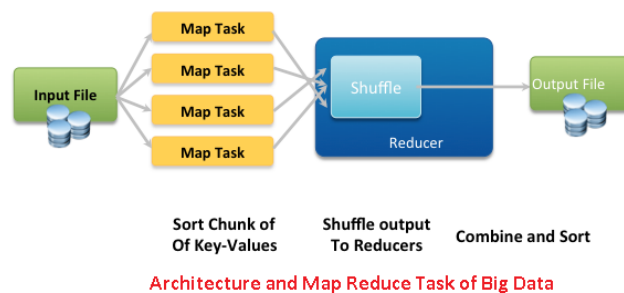 Map Task
Map Task
Map Task
Map Task
Input File
Shuffle
Reducer
Output File
Sort Chunk of
Of Key-Values
Shuffle output
To Reducers
Combine and Sort
Architecture and Map Reduce Task of Big Data